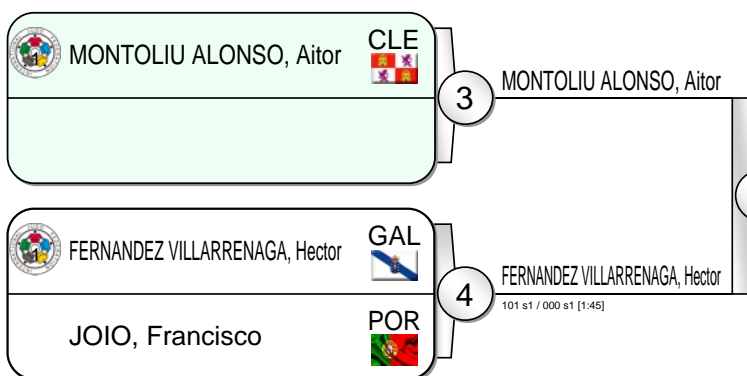 MONTOLIU ALONSO, Aitor
CLE
3
MONTOLIU ALONSO, Aitor
FERNANDEZ VILLARRENAGA, Hector
GAL
4
FERNANDEZ VILLARRENAGA, Hector
101 s1 / 000 s1 [1:45]
JOIO, Francisco
POR